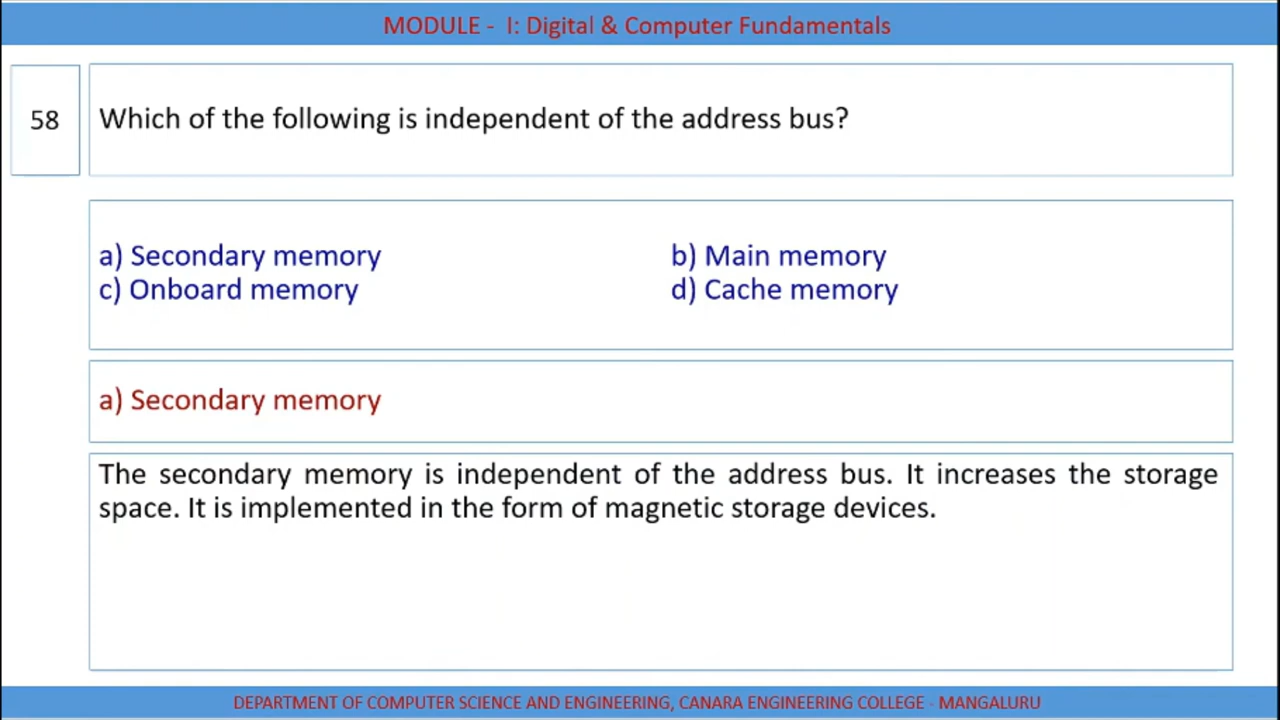 MODULE - I: Digital & Computer Fundamentals
58
Which of the following is independent of the address bus?
a) Secondary memory
b) Main memory
c) Onboard memory
d) Cache memory
a) Secondary memory
The secondary memory is independent of the address bus. It increases the storage
space. It is implemented in the form of magnetic storage devices.
DEPARTMENT OF COMPUTER SCIENCE AND ENGINEERING, CANARA ENGINEERING COLLEGE - MANGALURU